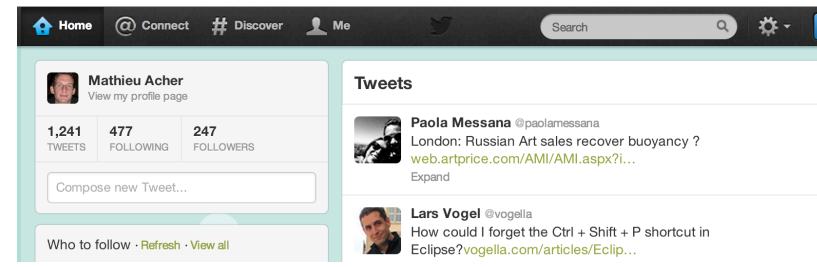 Home @ Connect # Discover Me Search
Mathieu Acher
View my profile page
1,241 477 247
TWEETS FOLLOWING FOLLOWERS
Compose new Tweet...
Who to follow · Refresh · View all
Tweets
Paola Messana @paolamessana
London: Russian Art sales recover buoyancy ?
web.artprice.com/AMI/AMI.aspx?i...
Expand
Lars Vogel @vogella
How could I forget the Ctrl + Shift + P shortcut in
Eclipse?vogella.com/articles/Eclip...